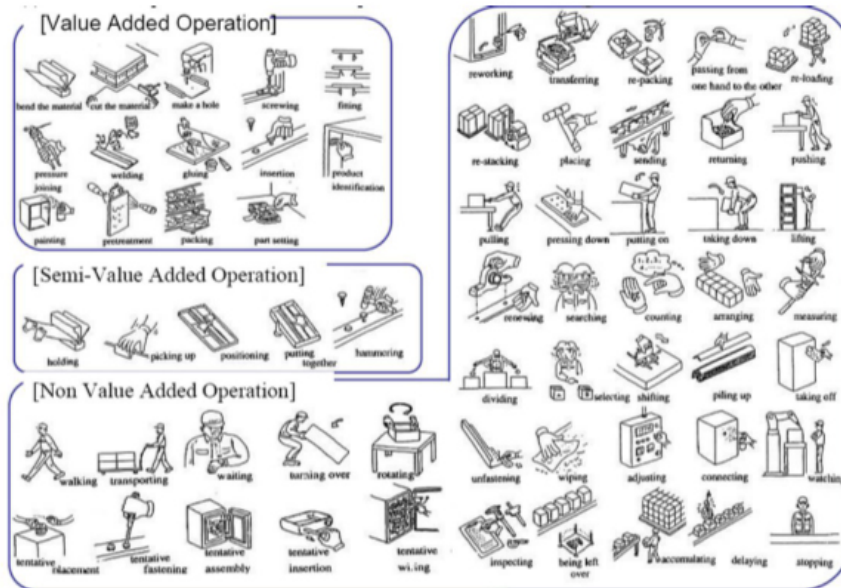 [Value Added Operation]
bend the material
cut the material
make a hole
screwing
fitting
pressure joining
welding
gluing
insertion
product identification
painting
pretreatment
packing
part setting
[Semi-Value Added Operation]
holding
picking up
positioning
putting together
hammering
[Non Value Added Operation]
walking
transporting
waiting
turning over
rotating
tentative placement
tentative fastening
tentative assembly
tentative insertion
tentative
reworking
transferring
re-packing
passing from one hand to the other
re-loading
re-stacking
placing
sending
returning
pushing
pulling
pressing down
putting on
taking down
lifting
renewing
searching
counting
arranging
measuring
dividing
selecting
shifting
piling up
taking off
unfastening
wiping
adjusting
connecting
watching
inspecting
being left over
accumulating
delaying
stopping